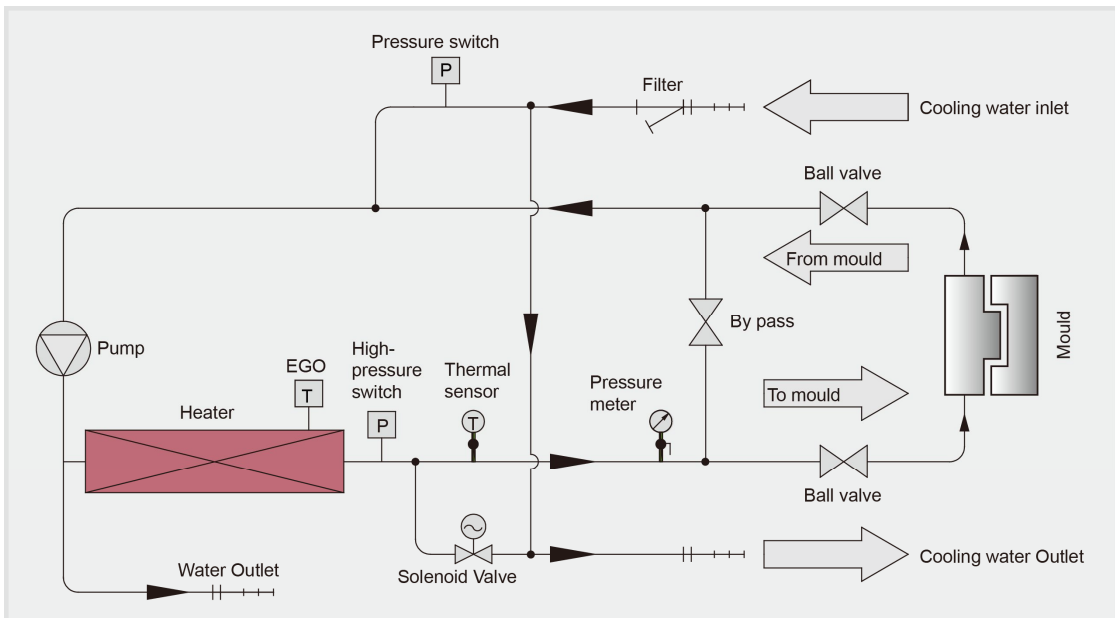 Pressure switch
P
Filter
Cooling water inlet
Ball valve
From mould
By pass
Mould
Pump
EGO
T
High-
pressure
switch
P
Thermal
sensor
T
Pressure
meter
To mould
Heater
Ball valve
Solenoid Valve
Cooling water Outlet
Water Outlet